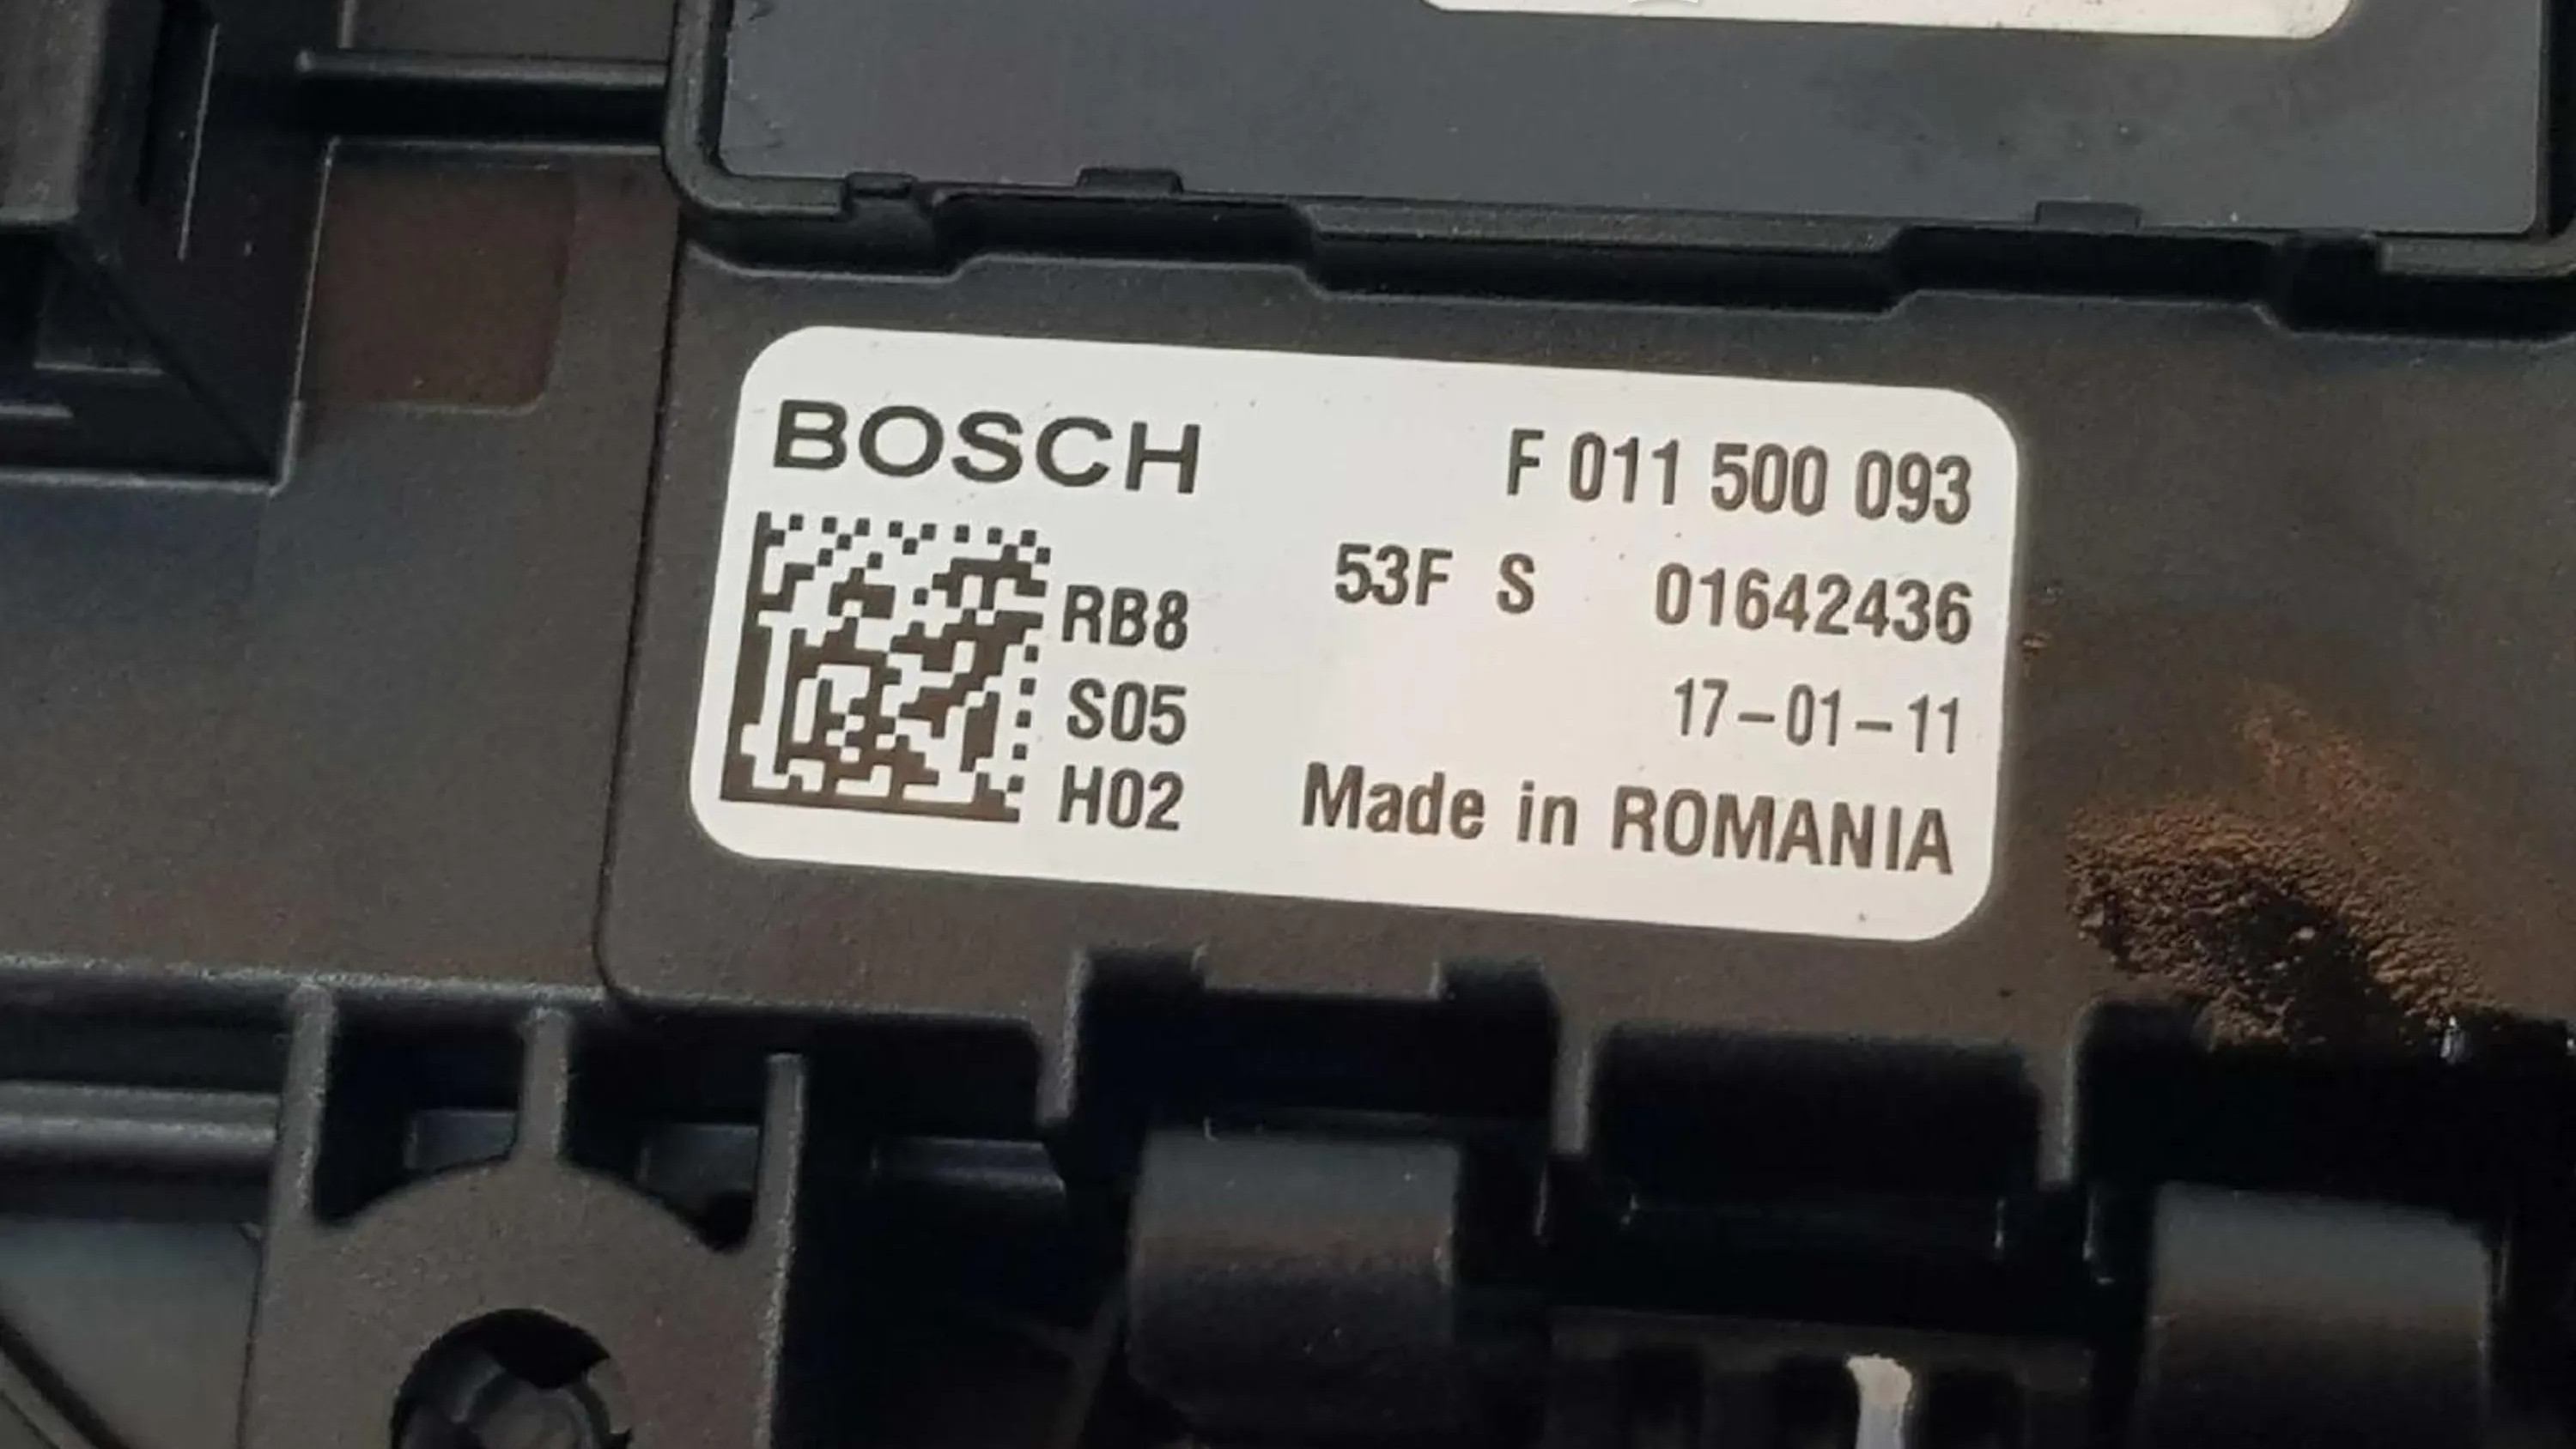 BOSCH F 011 500 093
RB8 53F S 01642436
S05 17-01-11
H02 Made in ROMANIA